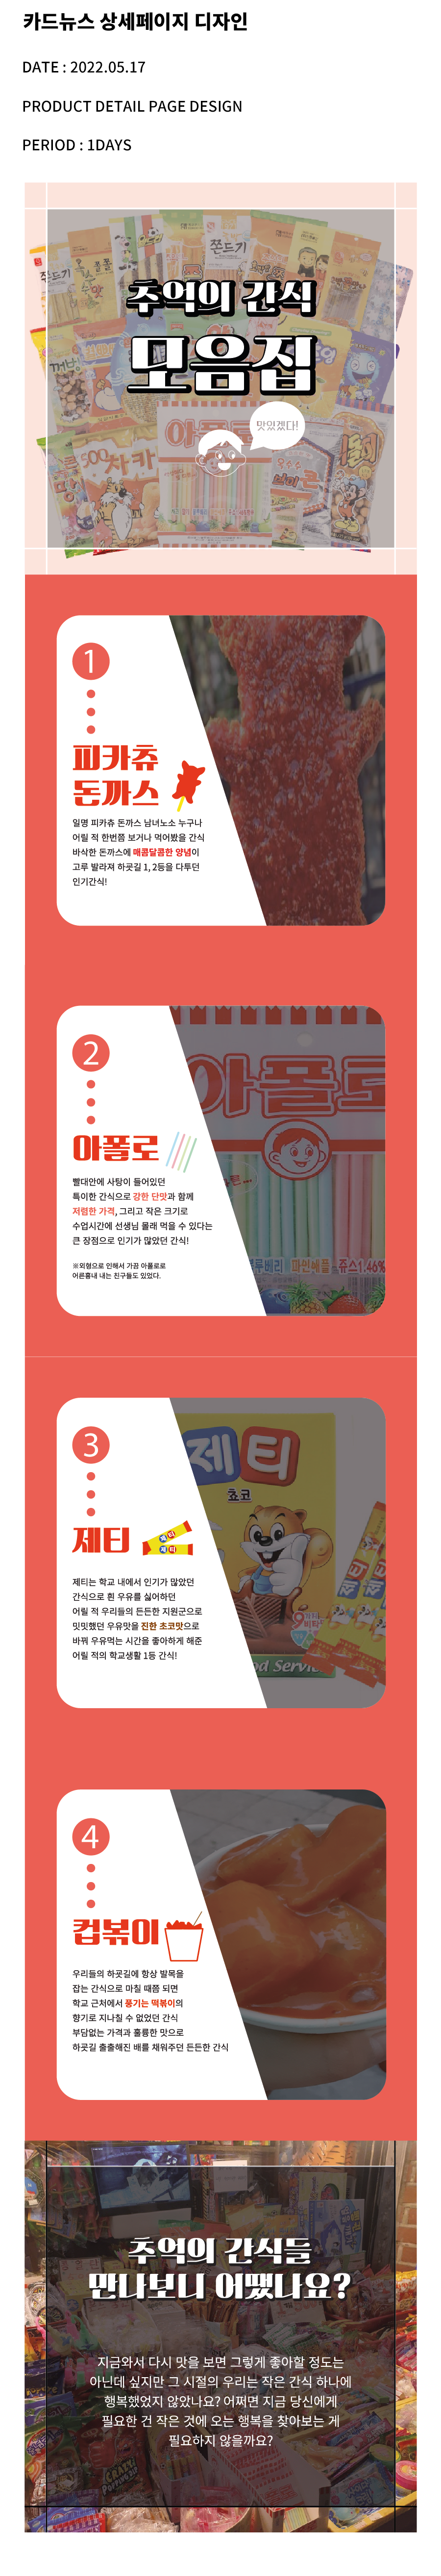 카드뉴스 상세페이지 디자인
DATE : 2022.05.17
PRODUCT DETAIL PAGE DESIGN
PERIOD : 1DAYS
쫀드기
쫀드기
추억의 간식
모음집
맛있겠다!
꺼먹
아폴로
차카
1
피카츄
돈까스
일명 피카츄 돈까스 남녀노소 누구나
어릴 적 한번쯤 보거나 먹어봤을 간식
바삭한 돈까스에 매콤달콤한 양념이
고루 발라져 하굣길 1, 2등을 다투던
인기간식!
2
아폴로
아폴로
빨대안에 사탕이 들어있던
특이한 간식으로 강한 단맛과 함께
저렴한 가격, 그리고 작은 크기로
수업시간에 선생님 몰래 먹을 수 있다는
큰 장점으로 인기가 많았던 간식!
※외형으로 인해서 가끔 아폴로로
어른흉내 내는 친구들도 있었다.
루베리
파인애플
쥬스1.46%
3
제티
쵸코
제티
제티는 학교 내에서 인기가 많았던
간식으로 흰 우유를 싫어하던
어릴 적 우리들의 든든한 지원군으로
밋밋했던 우유맛을 진한 초코맛으로
바꿔 우유먹는 시간을 좋아하게 해준
어릴 적의 학교생활 1등 간식!
od Servi
4
컵볶이
우리들의 하굣길에 항상 발목을
잡는 간식으로 마칠 때쯤 되면
학교 근처에서 풍기는 떡볶이의
향기로 지나칠 수 없었던 간식
부담없는 가격과 훌륭한 맛으로
하굣길 출출해진 배를 채워주던 든든한 간식
추억의 간식들
만나보니 어땠나요?
지금와서 다시 맛을 보면 그렇게 좋아할 정도는
아닌데 싶지만 그 시절의 우리는 작은 간식 하나에
행복했었지 않았나요? 어쩌면 지금 당신에게
필요한 건 작은 것에 오는 행복을 찾아보는 게
필요하지 않을까요?